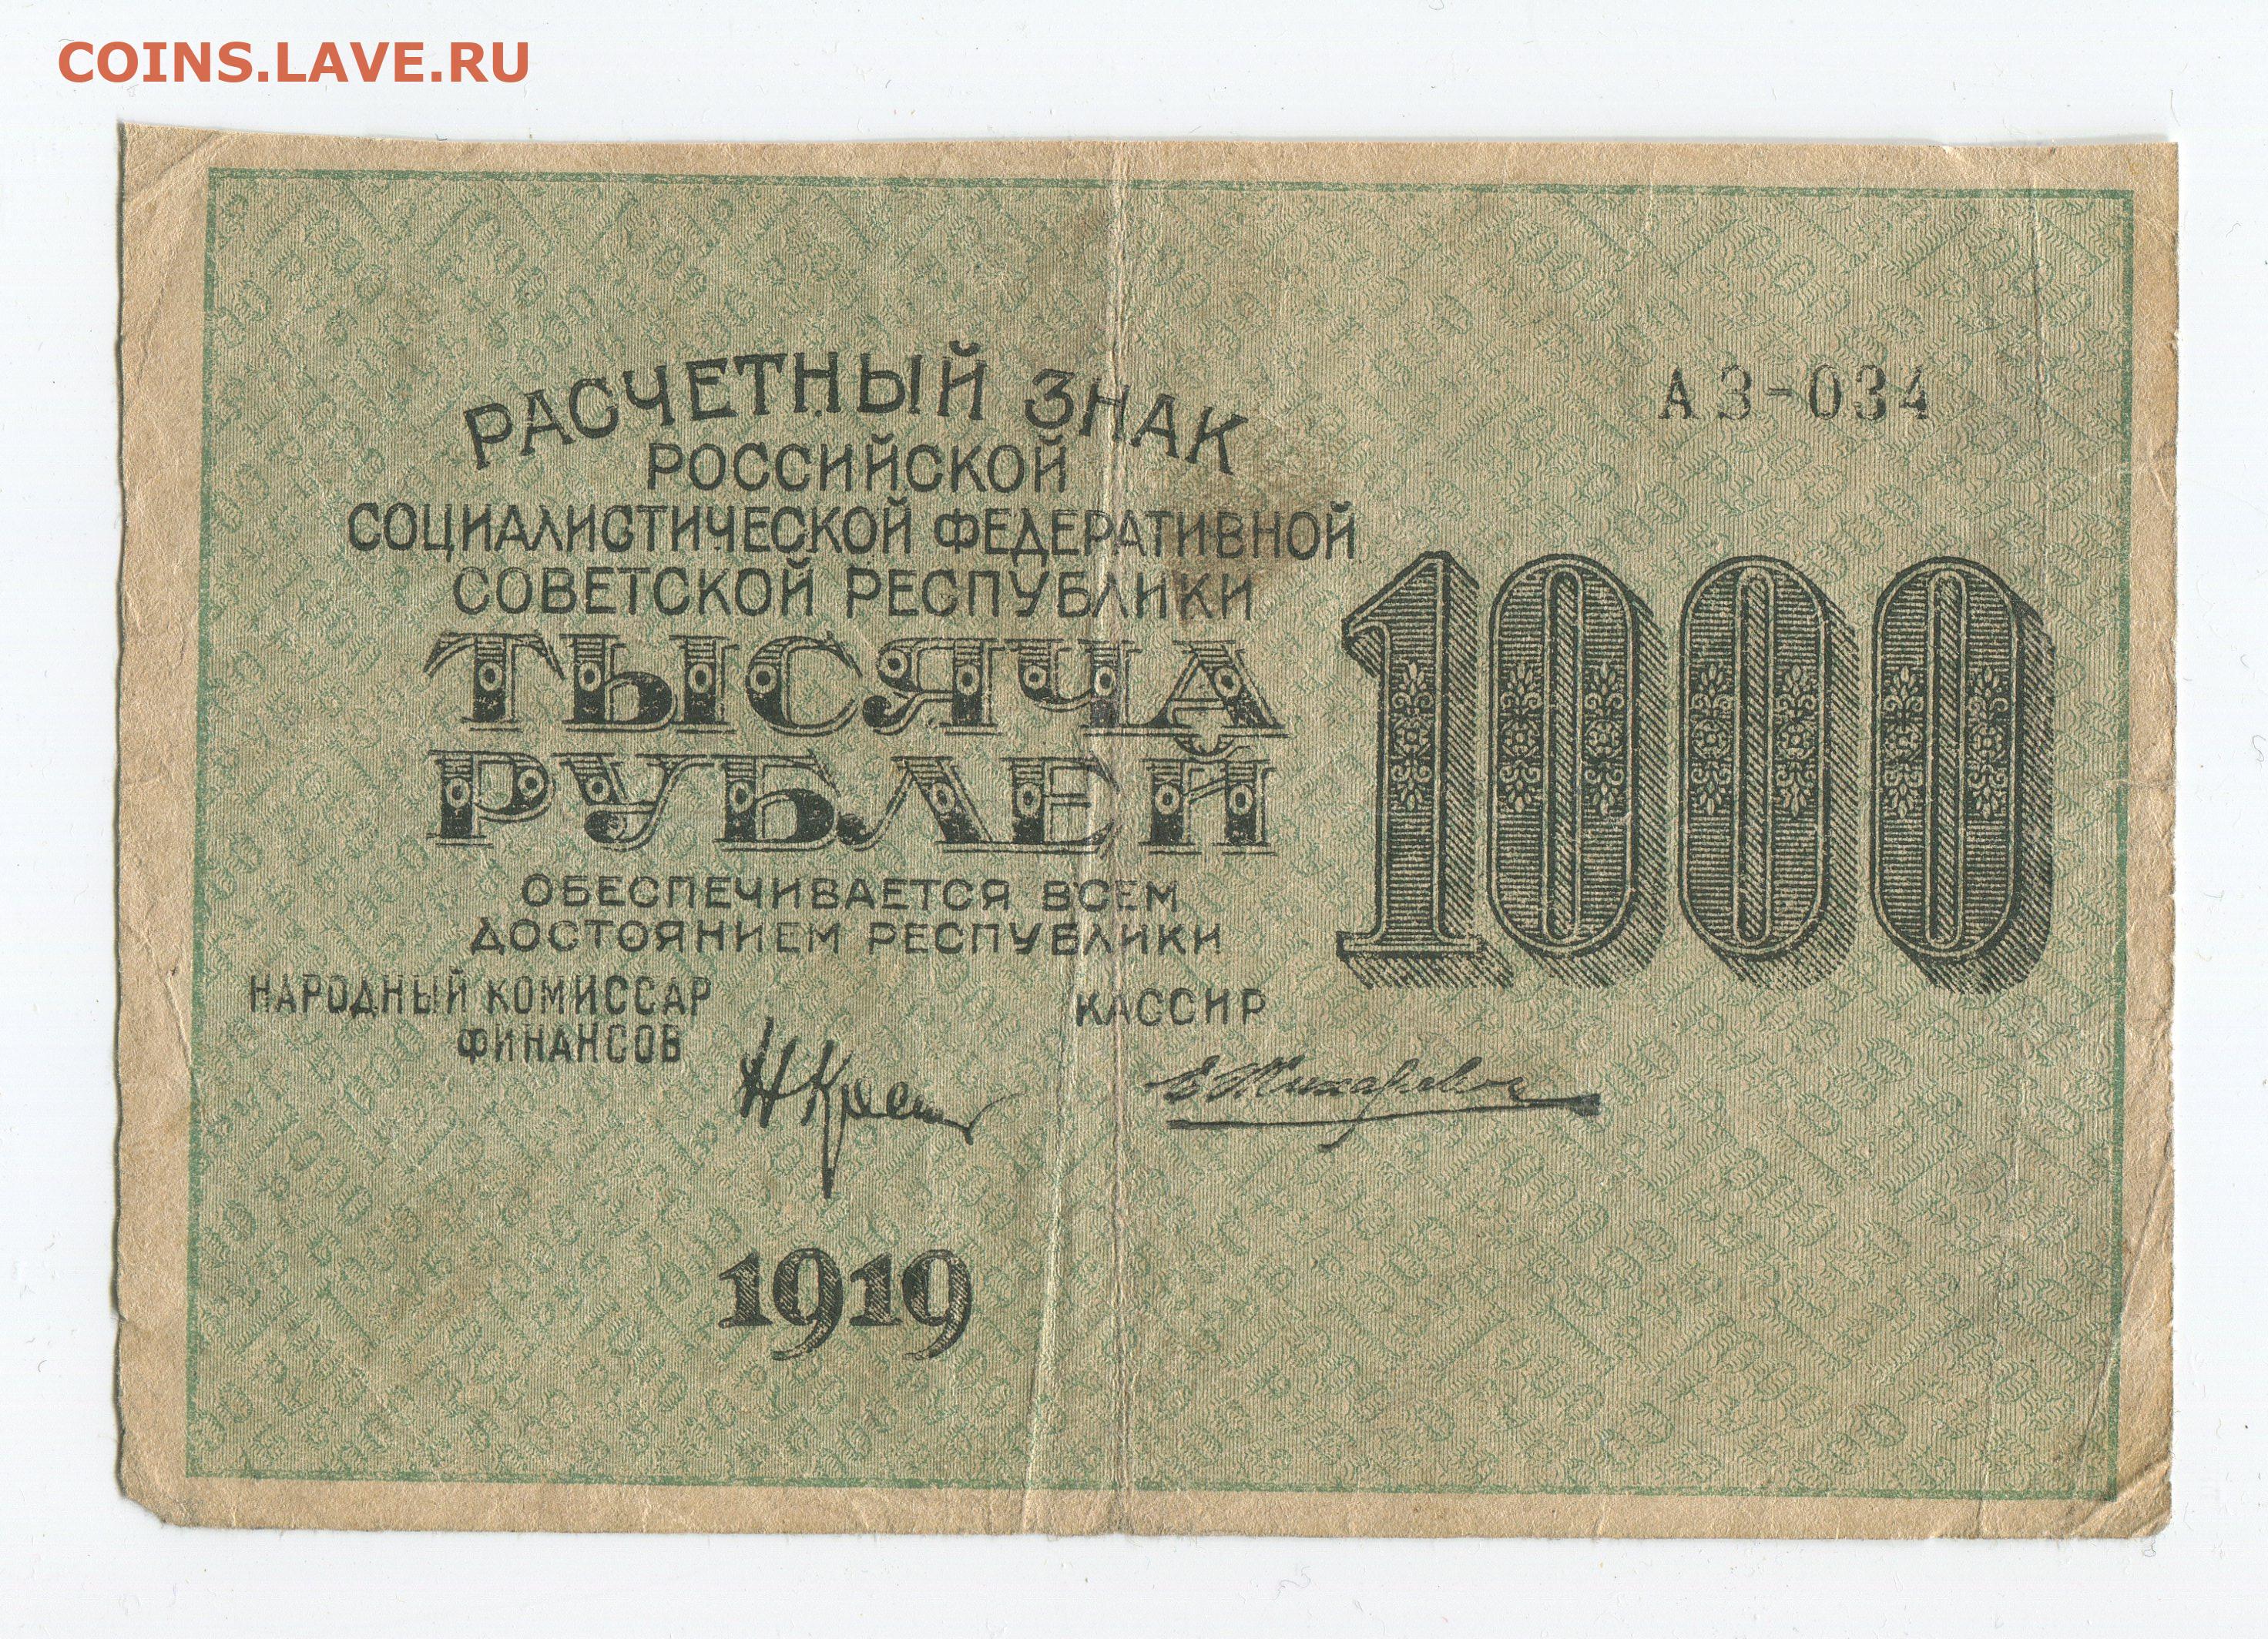 COINS.LAVE.RU
РАСЧЕТНЫЙ ЗНАК
АЗ-034
РОССИЙСКОЙ
СОЦИАЛИСТИЧЕСКОЙ ФЕДЕРАТИВНОЙ
СОВЕТСКОЙ РЕСПУБЛИКИ
ТЫСЯЧА
РУБЛЕЙ
1000
ОБЕСПЕЧИВАЕТСЯ ВСЕМ
ДОСТОЯНИЕМ РЕСПУБЛИКИ
НАРОДНЫЙ КОМИССАР
ФИНАНСОВ
КАССИР
1919